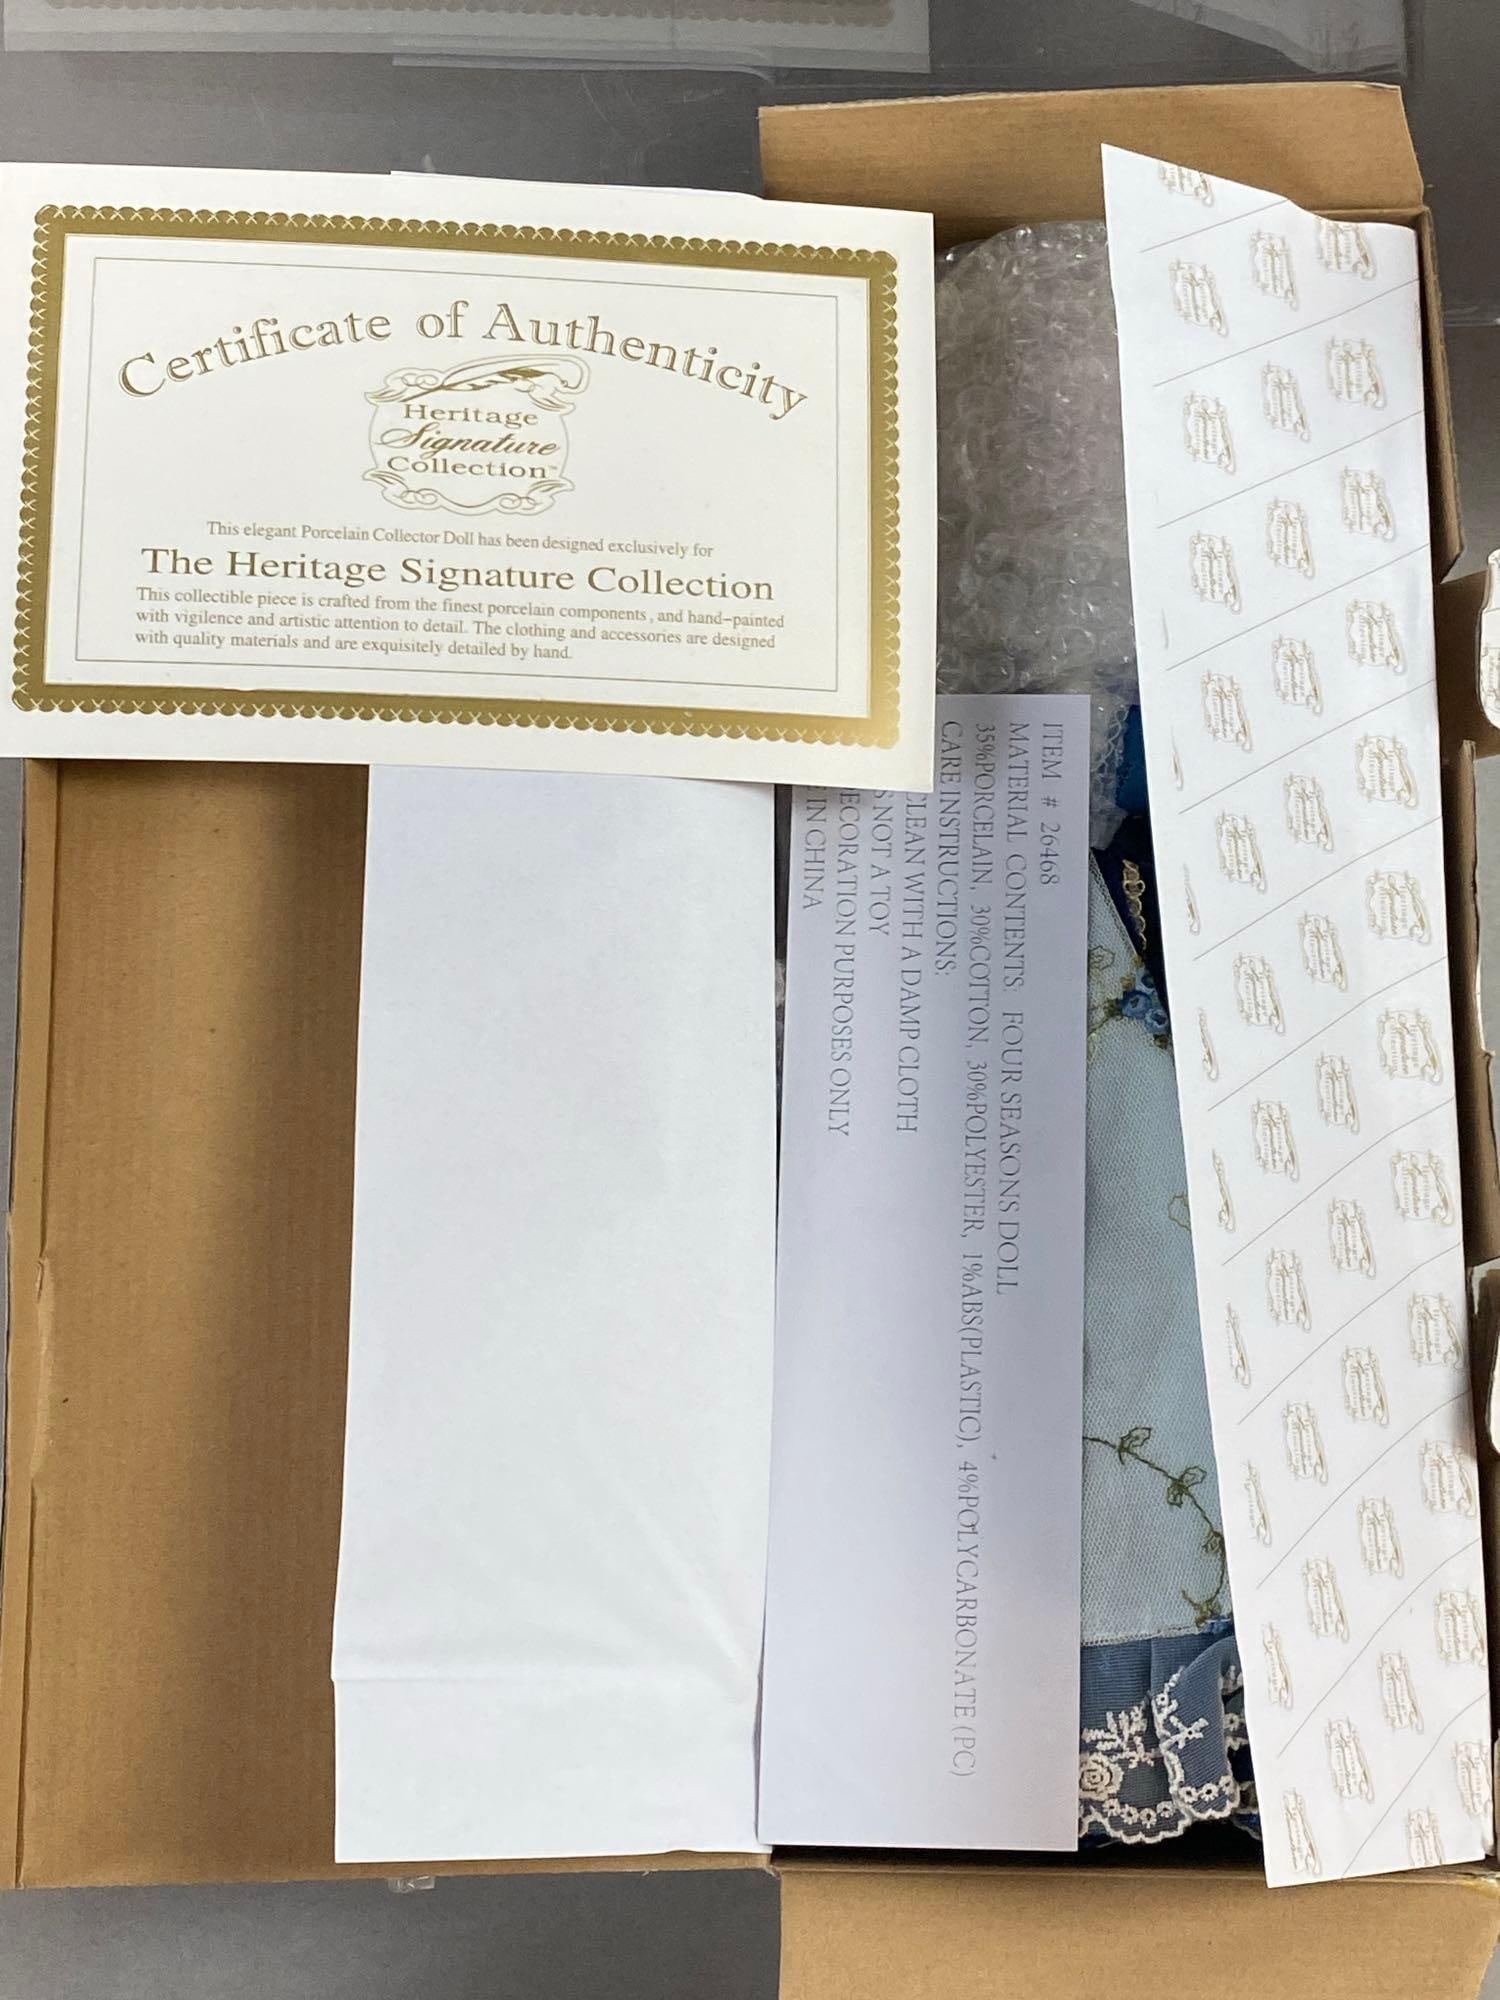 Certificate of Authenticity
Heritage
Signature
Collection™
This elegant Porcelain Collector Doll has been designed exclusively for
The Heritage Signature Collection
This collectible piece is crafted from the finest porcelain components, and hand-painted
with vigilence and artistic attention to detail. The clothing and accessories are designed
with quality materials and are exquisitely detailed by hand.
ITEM # 26468
MATERIAL CONTENTS: FOUR SEASONS DOLL
35%PORCELAIN, 30%COTTON, 30%POLYESTER, 1%ABS(PLASTIC), 4%POLYCARBONATE (PC)
CARE INSTRUCTIONS:
CLEAN WITH A DAMP CLOTH
S NOT A TOY
ECORATION PURPOSES ONLY
E IN CHINA
Heritage
Signature
Collection